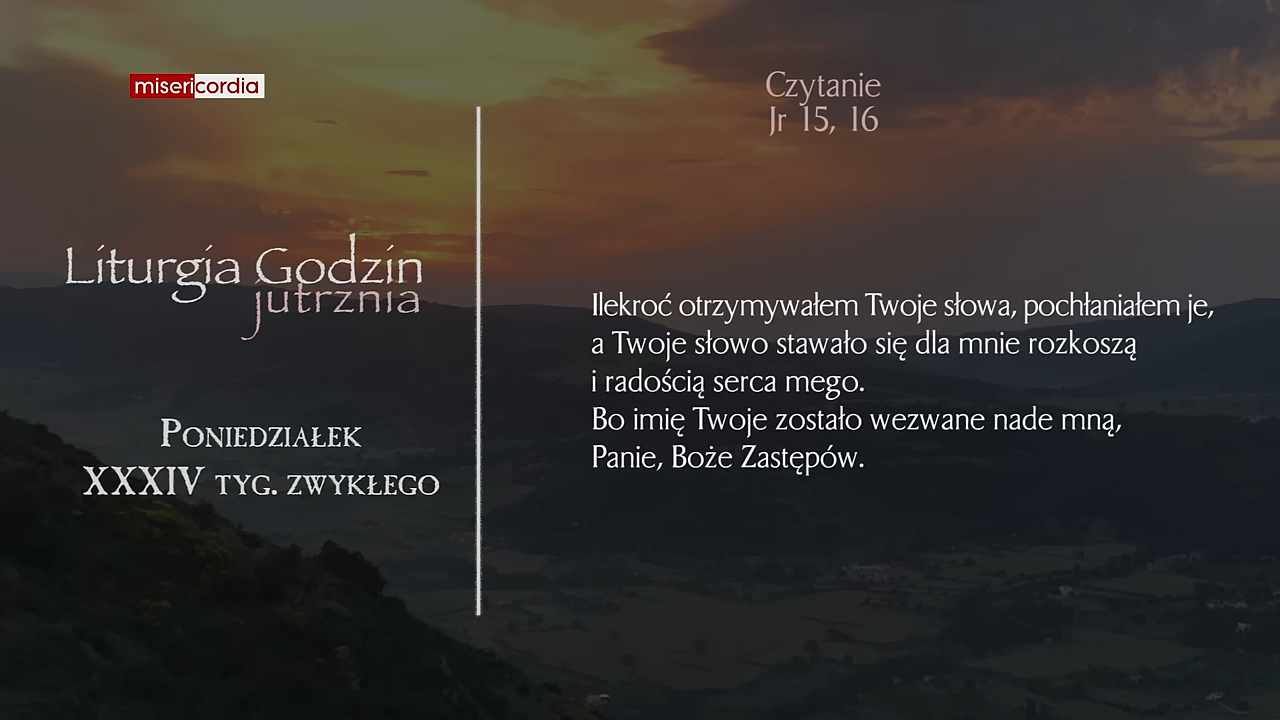 misericordia
Liturgia Godzin
jutrznia
Poniedziałek
XXXIV tyg. zwykłego
Czytanie
Jr 15, 16
Ilekroć otrzymywałem Twoje słowa, pochłaniałem je,
a Twoje słowo stawało się dla mnie rozkoszą
i radością serca mego.
Bo imię Twoje zostało wezwane nade mną,
Panie, Boże Zastępów.